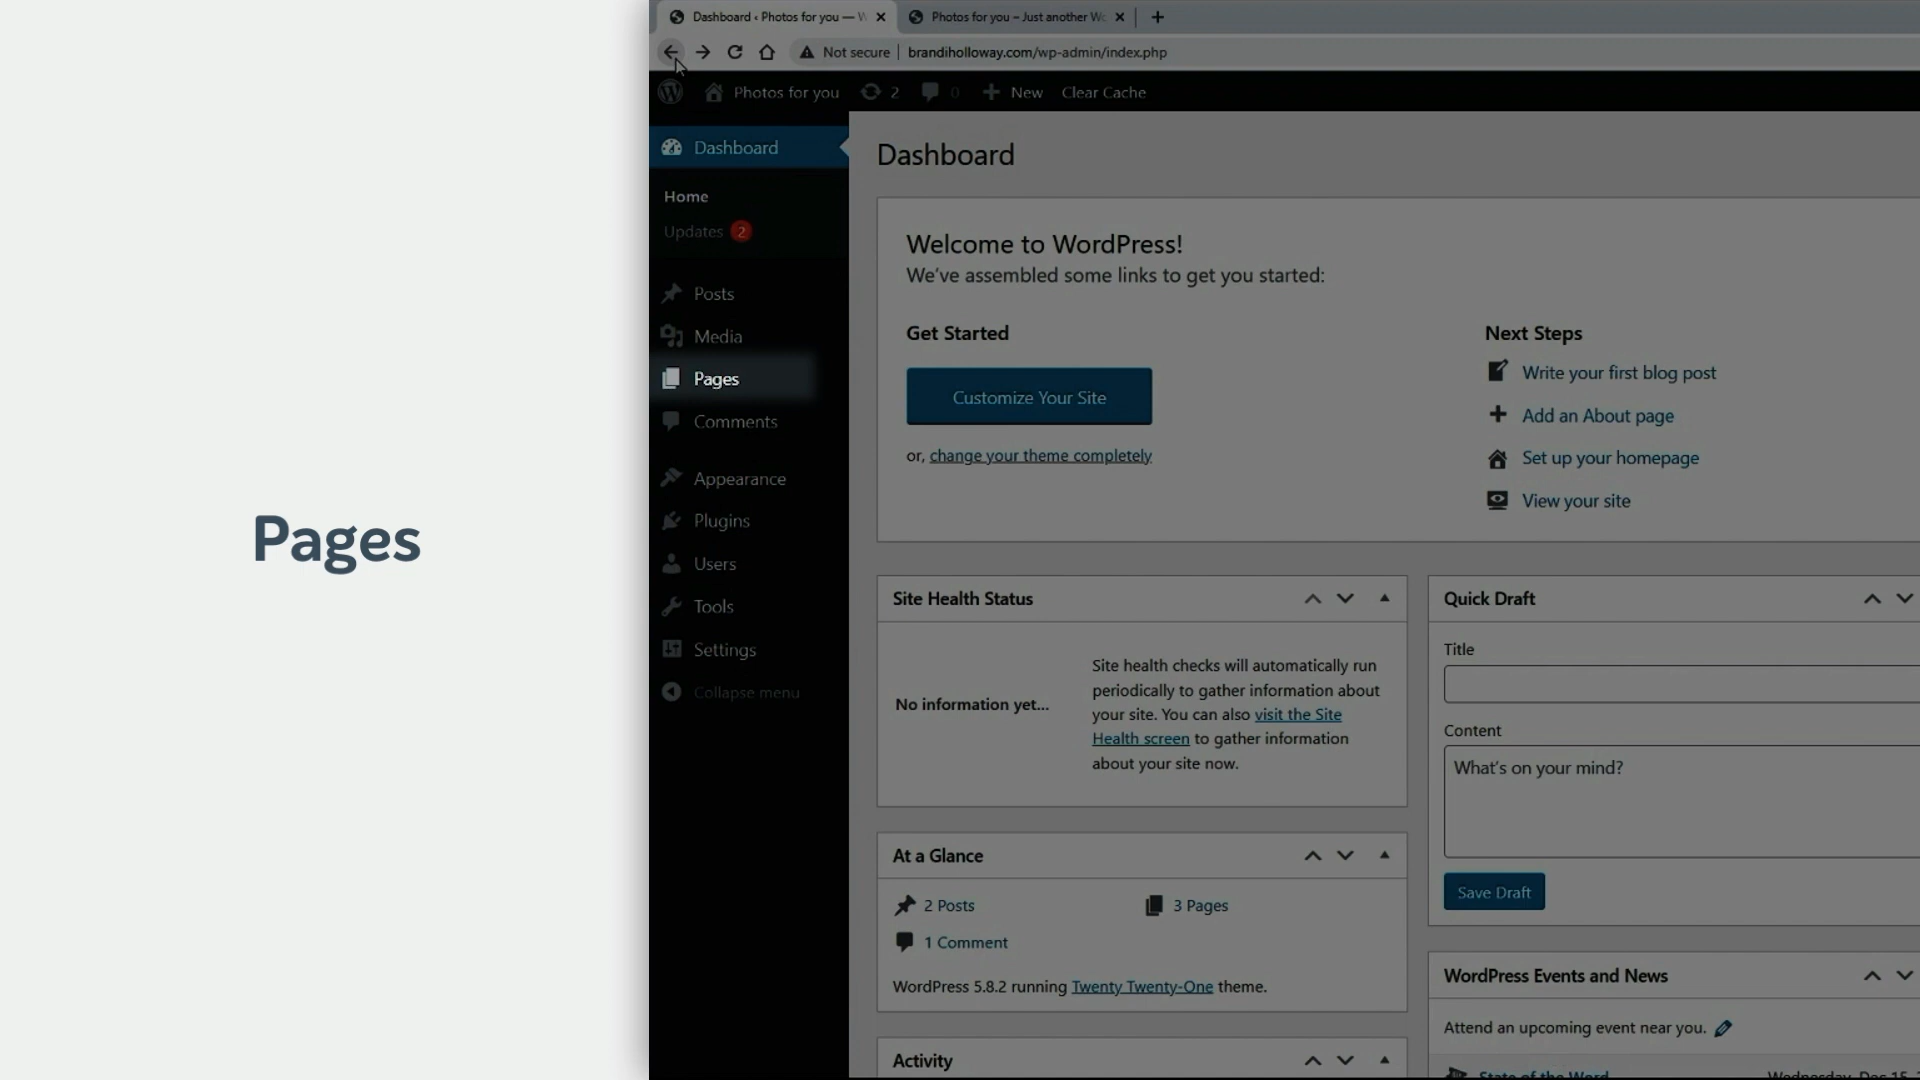 Dashboard ‹ Photos for you — W
Photos for you – Just another Wo
Not secure
brandiholloway.com/wp-admin/index.php
Photos for you
2
0
New
Clear Cache
Dashboard
Home
Updates 2
Posts
Media
Pages
Comments
Appearance
Plugins
Users
Tools
Settings
Collapse menu
Pages
Dashboard
Welcome to WordPress!
We've assembled some links to get you started:
Get Started
Customize Your Site
or, change your theme completely
Next Steps
Write your first blog post
Add an About page
Set up your homepage
View your site
Site Health Status
No information yet...
Site health checks will automatically run
periodically to gather information about
your site. You can also visit the Site
Health screen to gather information
about your site now.
At a Glance
2 Posts
3 Pages
1 Comment
WordPress 5.8.2 running Twenty Twenty-One theme.
Activity
Quick Draft
Title
Content
What's on your mind?
Save Draft
WordPress Events and News
Attend an upcoming event near you.
State of the Word
Wednesday, Dec 15,